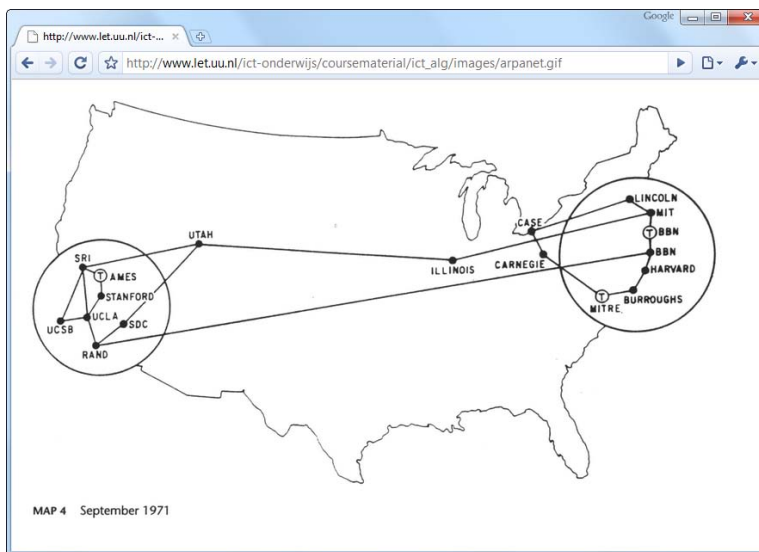 Google
http://www.let.uu.nl/ict-...
http://www.let.uu.nl/ict-onderwijs/coursematerial/ict_alg/images/arpanet.gif
LINCOLN
MIT
CASE
T BBN
UTAH
BBN
SRI
CARNEGIE
ILLINOIS
HARVARD
T AMES
STANFORD
BURROUGHS
T
MITRE
UCLA
SDC
UCSB
RAND
MAP 4 September 1971